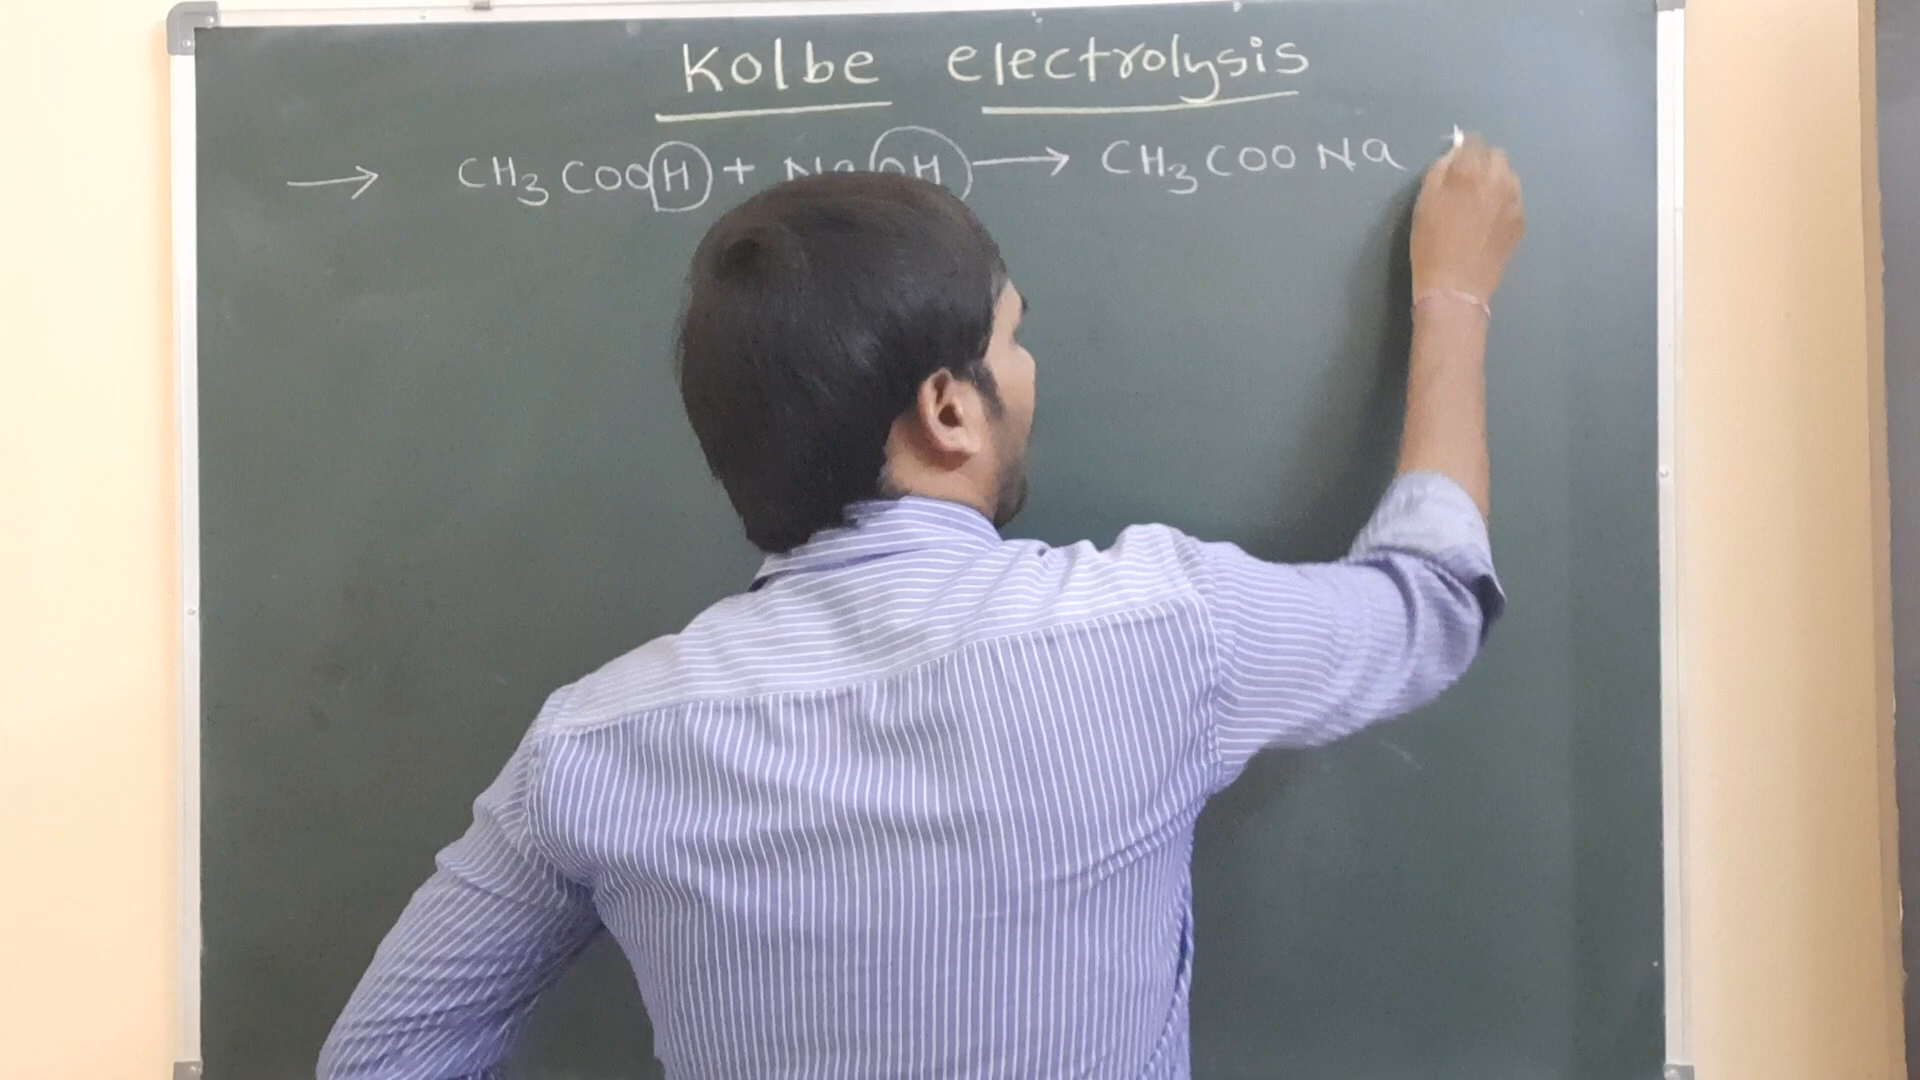 Kolbe electrolysis
→ CH3COOH + NaOH → CH3COONa